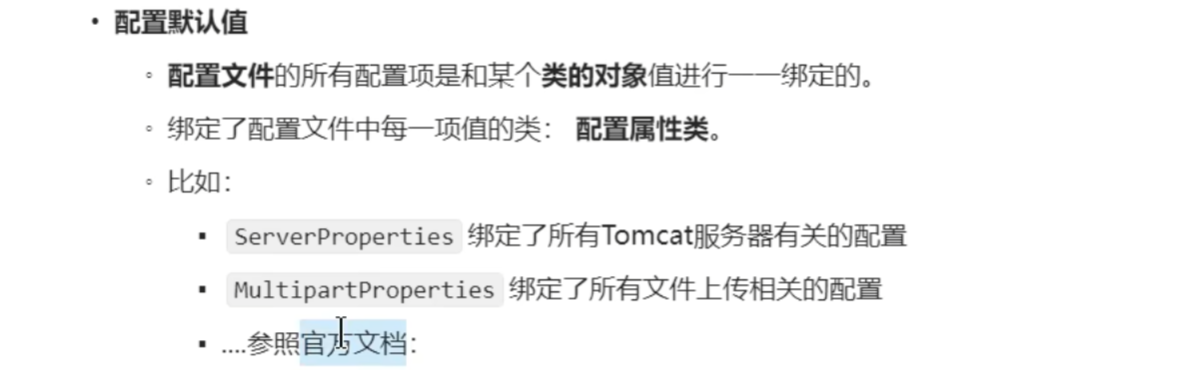 • 配置默认值
◦ 配置文件的所有配置项是和某个类的对象值进行一一绑定的。
◦ 绑定了配置文件中每一项值的类： 配置属性类。
◦ 比如：
▪ ServerProperties 绑定了所有Tomcat服务器有关的配置
▪ MultipartProperties 绑定了所有文件上传相关的配置
▪ ....参照官方文档：